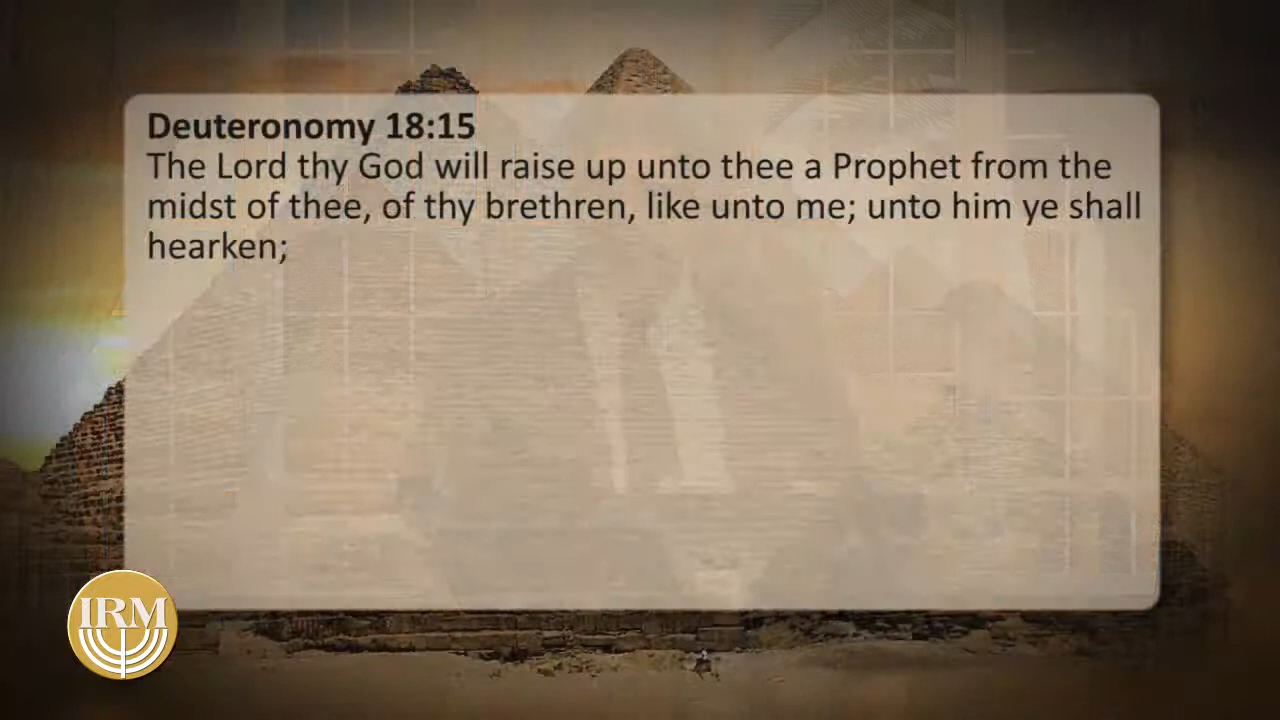 Deuteronomy 18:15
The Lord thy God will raise up unto thee a Prophet from the
midst of thee, of thy brethren, like unto me; unto him ye shall
hearken;
IRM